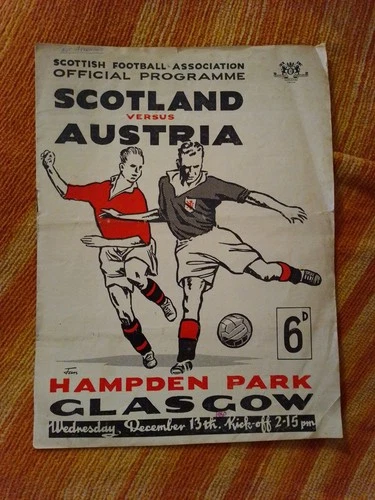 SCOTTISH FOOTBALL ASSOCIATION
OFFICIAL PROGRAMME
SCOTLAND
VERSUS
AUSTRIA
6D
HAMPDEN PARK
GLASGOW
Wednesday, December 13th. Kick-off 2·15 pm